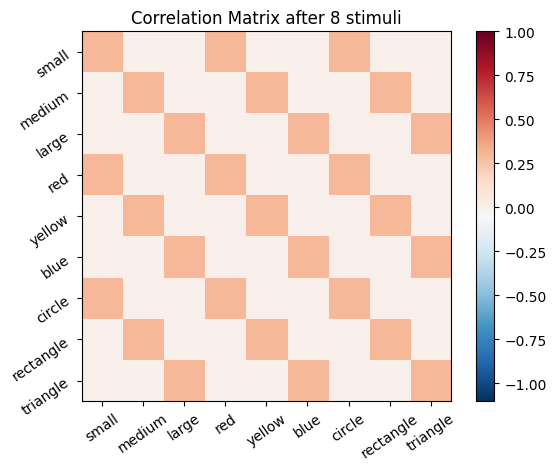 Correlation Matrix after 8 stimuli
small
medium
large
red
yellow
blue
circle
rectangle
triangle
small
medium
large
red
yellow
blue
circle
rectangle
triangle
1.00
0.75
0.50
0.25
0.00
−0.25
−0.50
−0.75
−1.00